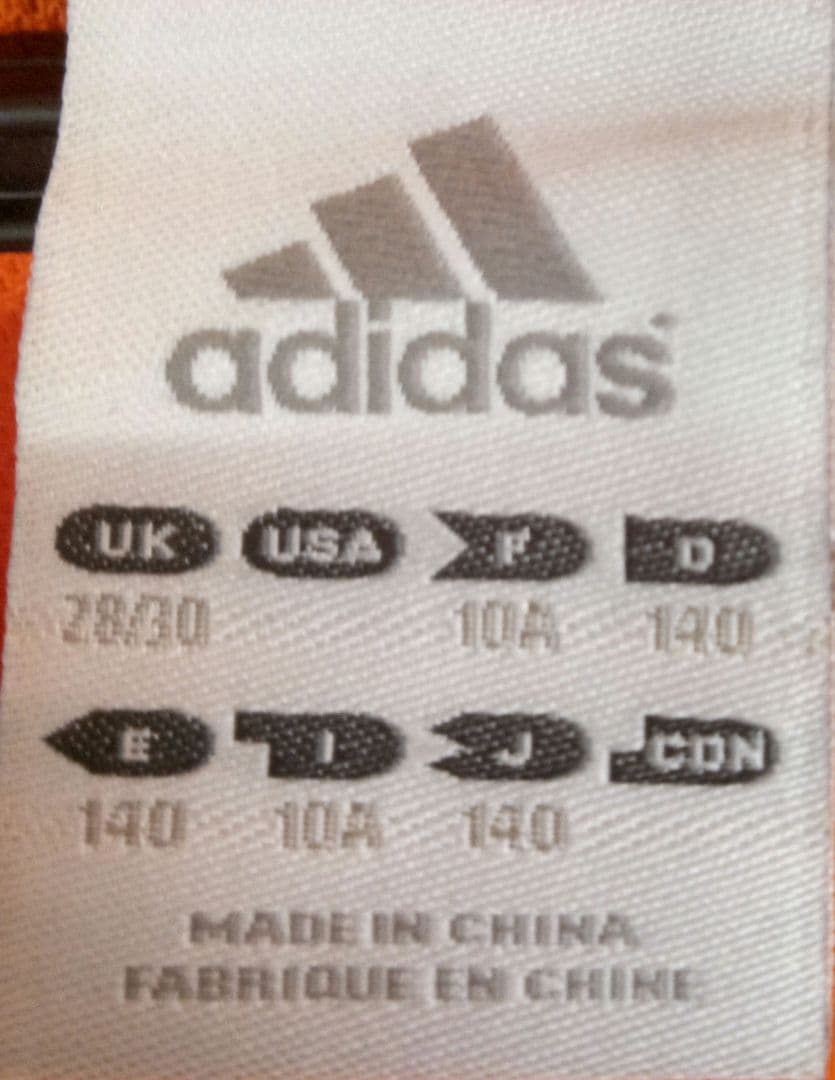 adidas
UK USA F D
28/30 10A 140
E I J CDN
140 10A 140
MADE IN CHINA
FABRIQUE EN CHINE